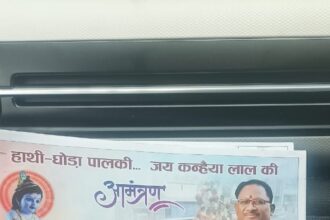 हाथी-घोड़ा पालकी... जय कन्हैया लाल की
आमंत्रण